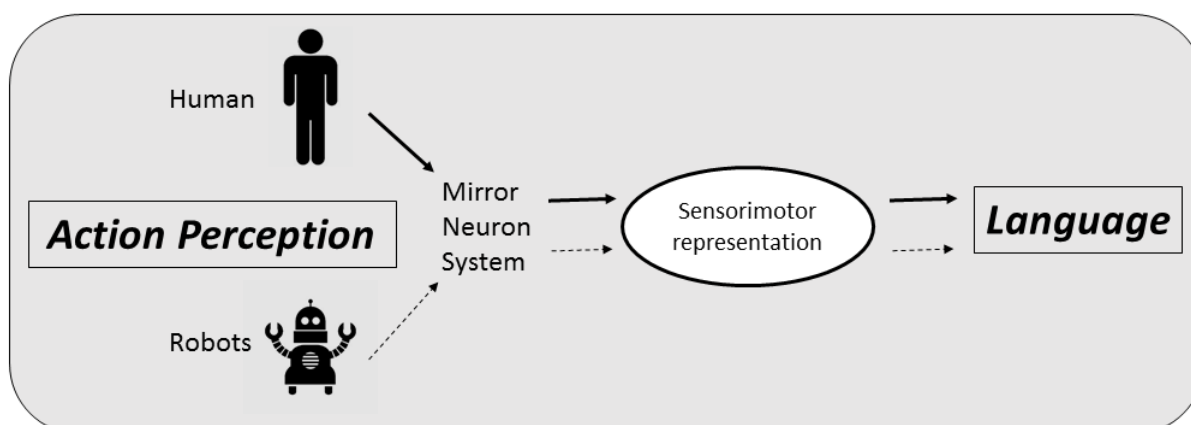 Human
Action Perception
Robots
Mirror
Neuron
System
Sensorimotor
representation
Language